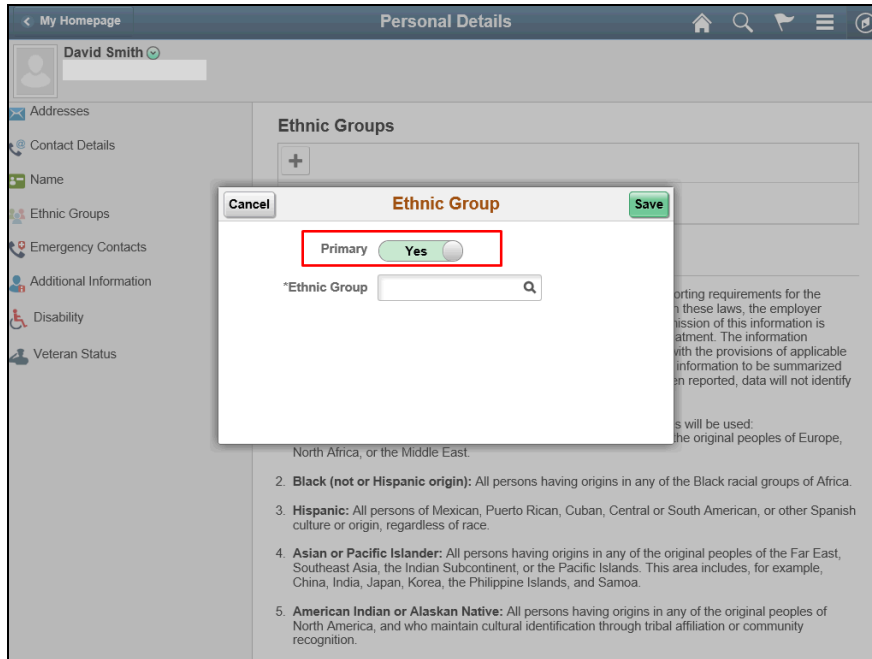 My Homepage
Personal Details
David Smith
Addresses
Contact Details
Name
Ethnic Groups
Emergency Contacts
Additional Information
Disability
Veteran Status
Ethnic Groups
Cancel
Ethnic Group
Save
Primary
Yes
*Ethnic Group
orting requirements for the
these laws, the employer
ission of this information is
atment. The information
with the provisions of applicable
information to be summarized
en reported, data will not identify
s will be used:
the original peoples of Europe,
North Africa, or the Middle East.
2. Black (not or Hispanic origin): All persons having origins in any of the Black racial groups of Africa.
3. Hispanic: All persons of Mexican, Puerto Rican, Cuban, Central or South American, or other Spanish
culture or origin, regardless of race.
4. Asian or Pacific Islander: All persons having origins in any of the original peoples of the Far East,
Southeast Asia, the Indian Subcontinent, or the Pacific Islands. This area includes, for example,
China, India, Japan, Korea, the Philippine Islands, and Samoa.
5. American Indian or Alaskan Native: All persons having origins in any of the original peoples of
North America, and who maintain cultural identification through tribal affiliation or community
recognition.